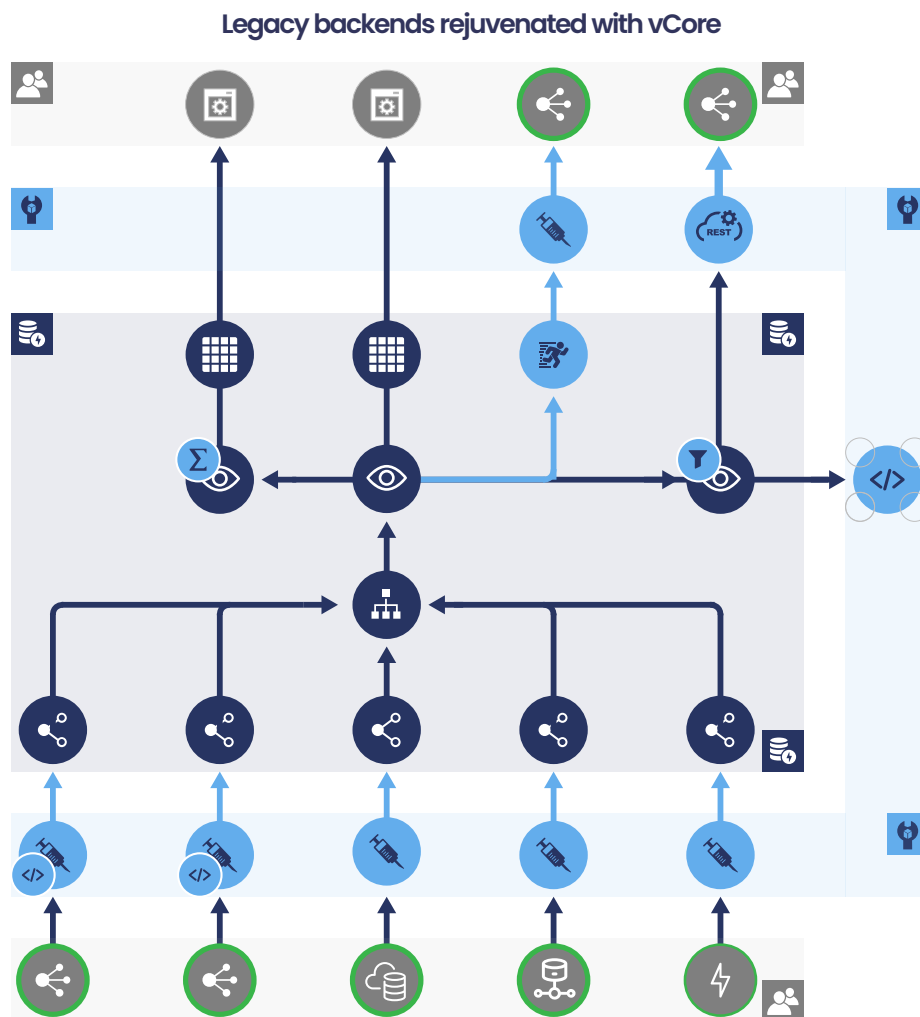 Legacy backends rejuvenated with vCore
REST
Σ
</>
</>
</>